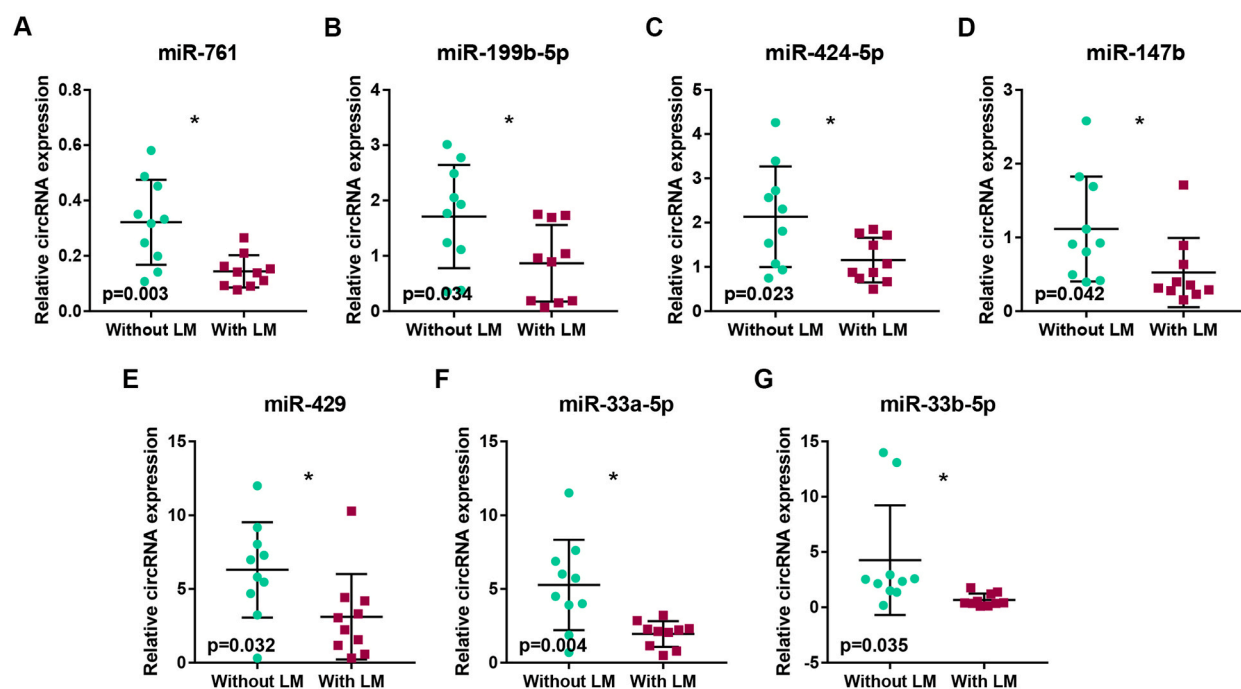 A
miR-761
Relative circRNA expression
0.8
0.6
0.4
0.2
0.0
*
p=0.003
Without LM
With LM
B
miR-199b-5p
Relative circRNA expression
4
3
2
1
0
*
p=0.034
Without LM
With LM
C
miR-424-5p
Relative circRNA expression
5
4
3
2
1
0
*
p=0.023
Without LM
With LM
D
miR-147b
Relative circRNA expression
3
2
1
0
*
p=0.042
Without LM
With LM
E
miR-429
Relative circRNA expression
15
10
5
0
*
p=0.032
Without LM
With LM
F
miR-33a-5p
Relative circRNA expression
15
10
5
0
*
p=0.004
Without LM
With LM
G
miR-33b-5p
Relative circRNA expression
15
10
5
0
-5
*
p=0.035
Without LM
With LM